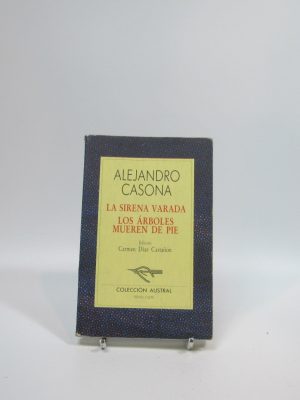 ALEJANDRO
CASONA
LA SIRENA VARADA
LOS ÁRBOLES
MUEREN DE PIE
Edición
Carmen Díaz Castañón
COLECCIÓN AUSTRAL